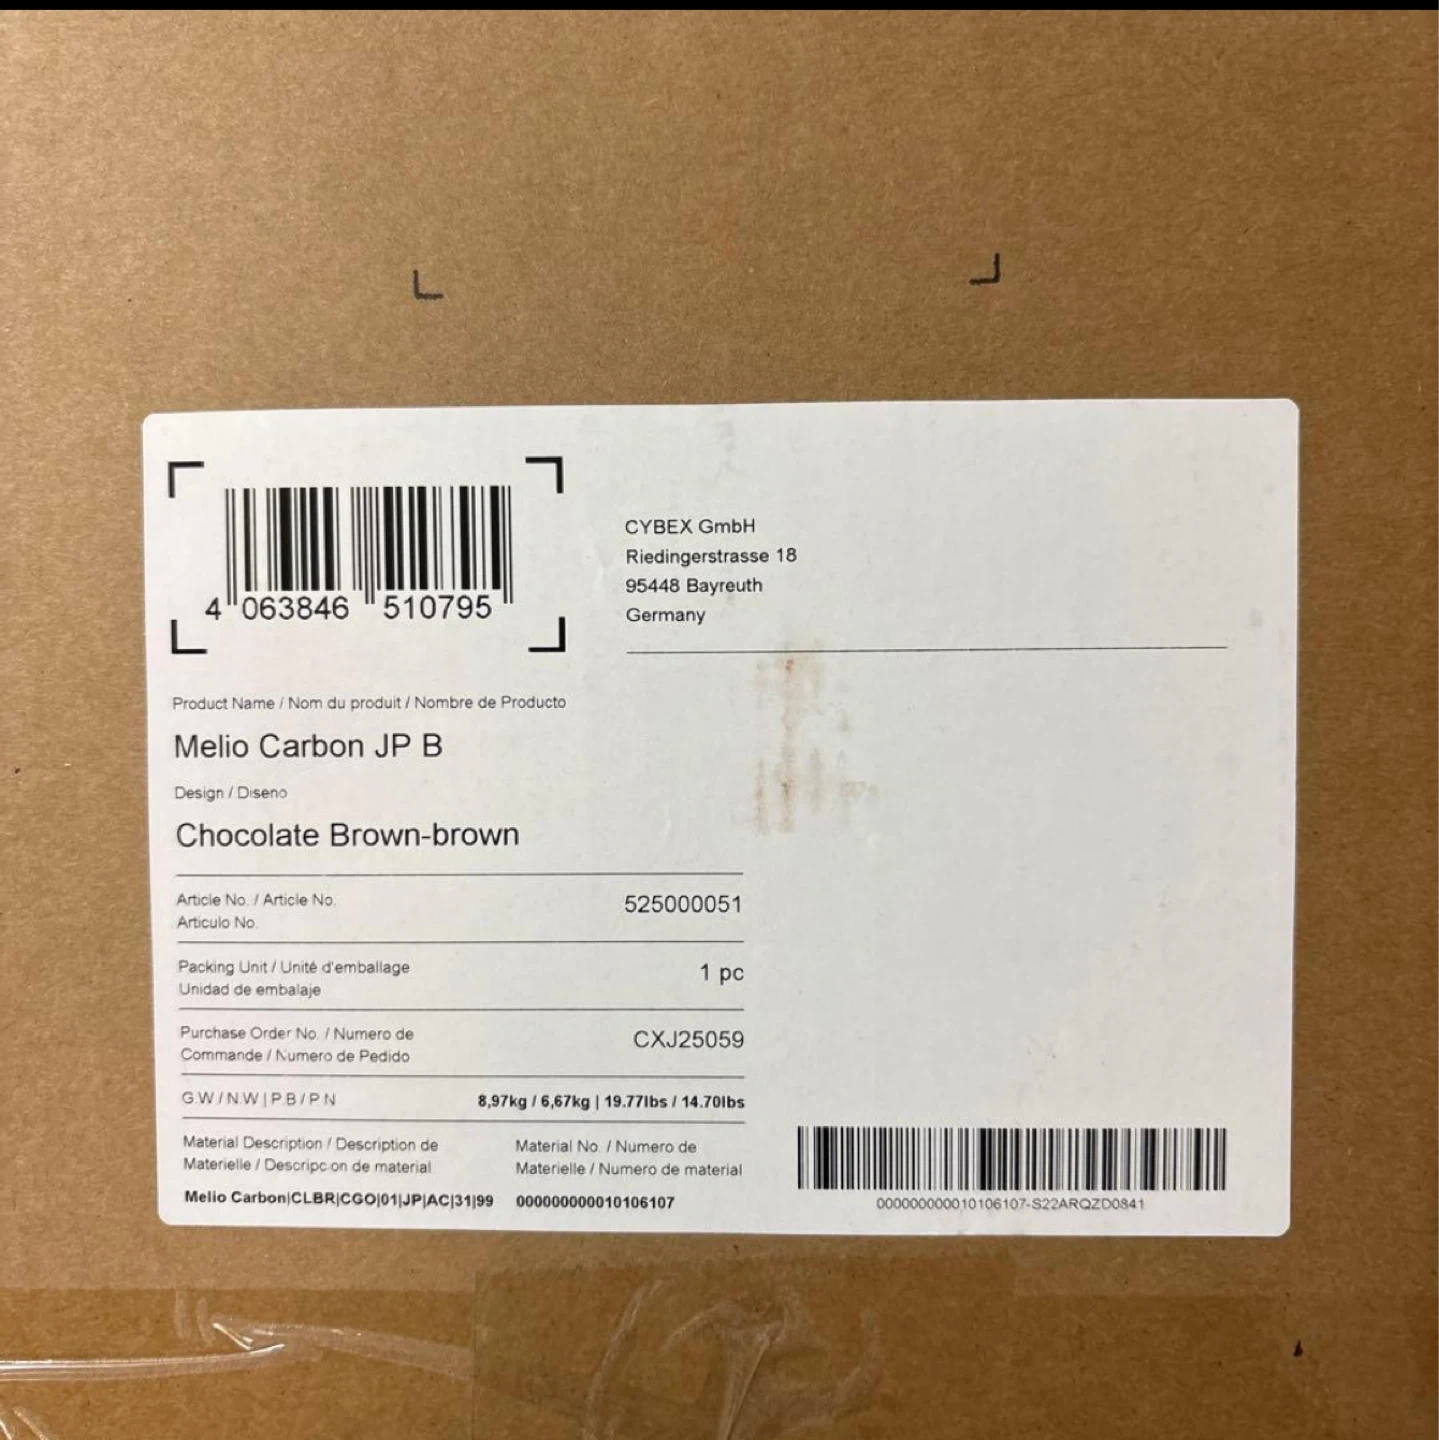 4 063846 510795
CYBEX GmbH
Riedingerstrasse 18
95448 Bayreuth
Germany
Product Name / Nom du produit / Nombre de Producto
Melio Carbon JP B
Design / Diseno
Chocolate Brown-brown
Article No. / Article No.
Articulo No.
525000051
Packing Unit / Unité d'emballage
Unidad de embalaje
1 pc
Purchase Order No. / Numero de
Commande / Numero de Pedido
CXJ25059
G.W / N.W | P.B / P.N
8,97kg / 6,67kg | 19.77lbs / 14.70lbs
Material Description / Description de
Materielle / Descripcion de material
Melio Carbon|CLBR|CGO|01|JP|AC|31|99
Material No. / Numero de
Materielle / Numero de material
000000000010106107
000000000010106107-S22ARQZD0841